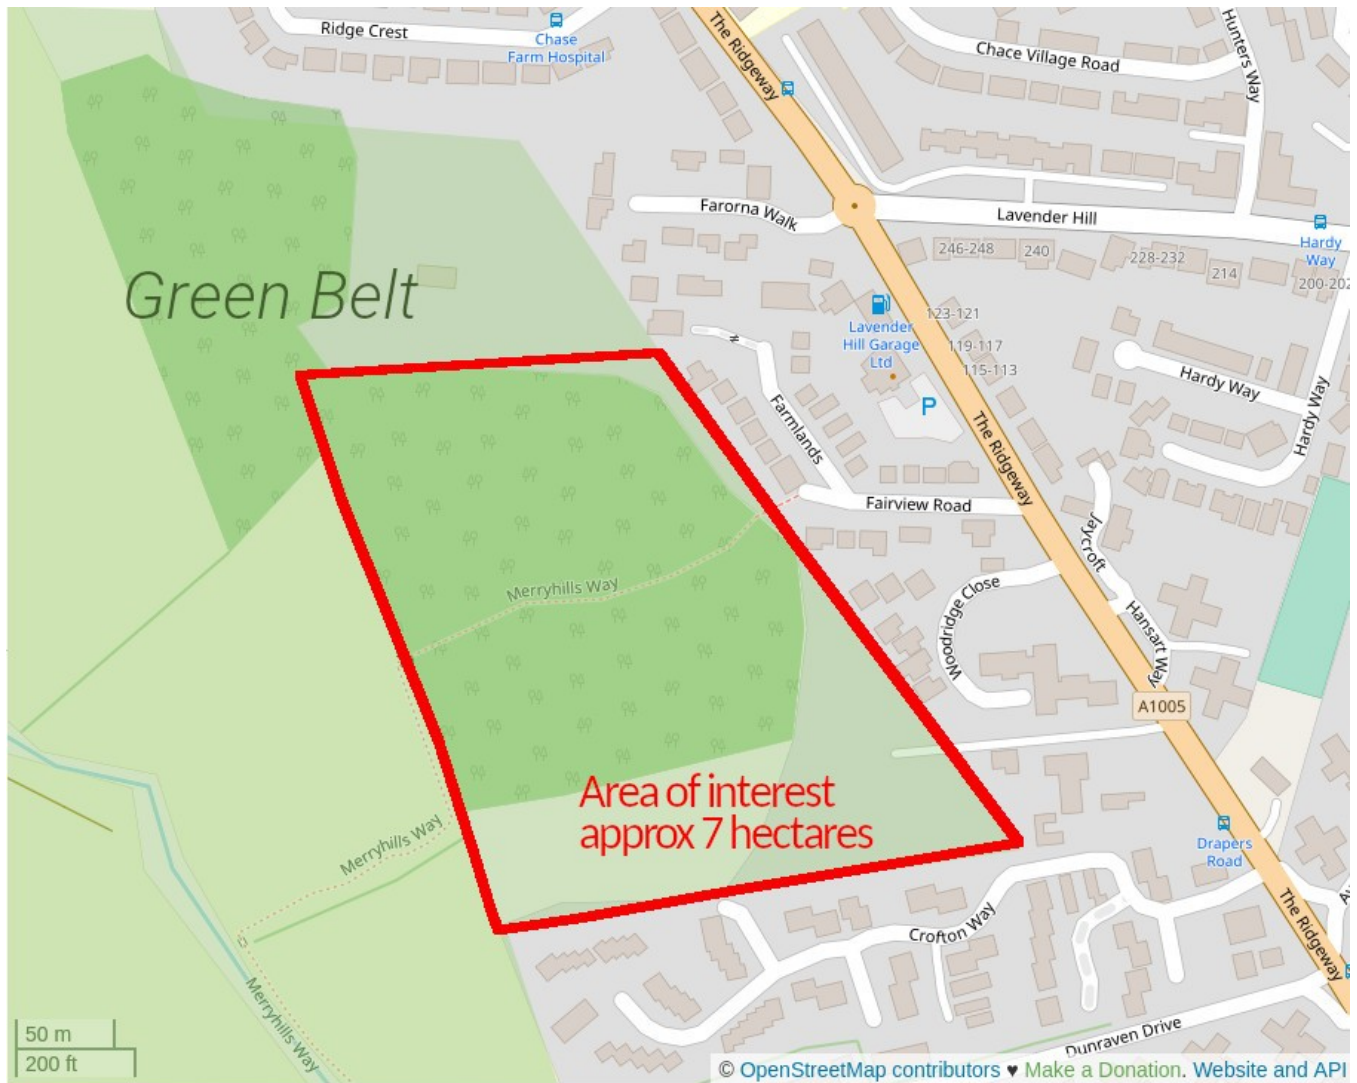 Ridge Crest
Chase
Farm Hospital
The Ridgeway
Chace Village Road
Hunters Way
Farorna Walk
Lavender Hill
Hardy
Way
246-248
240
228-232
214
200-202
Green Belt
Lavender
Hill Garage
Ltd
123-121
119-117
115-113
P
Hardy Way
Hardy Way
Farmlands
The Ridgeway
Fairview Road
Jaycroft
Merryhills Way
Woodridge Close
Hansart Way
A1005
Area of interest
approx 7 hectares
Merryhills Way
Drapers
Road
Crofton Way
The Ridgeway
Merryhills Way
Dunraven Drive
50 m
200 ft
© OpenStreetMap contributors ♥ Make a Donation. Website and API